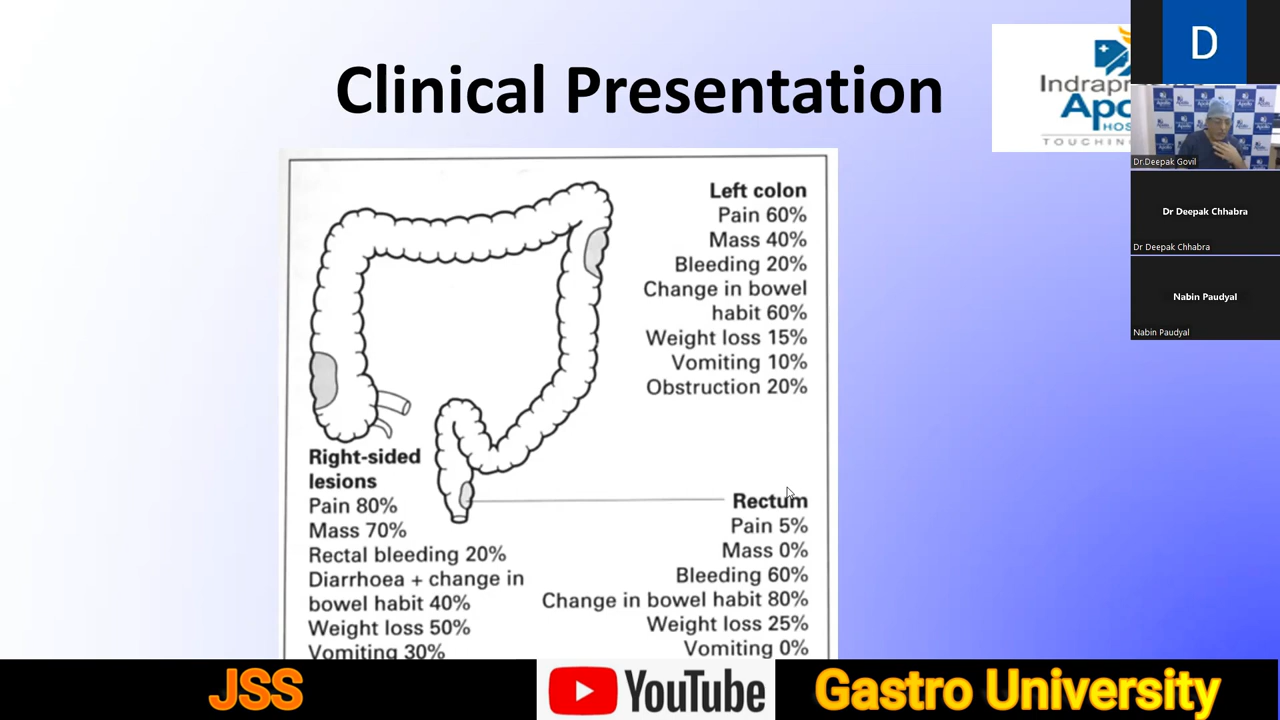 Clinical Presentation
TOUCHING
D
Dr.Deepak Govil
Dr Deepak Chhabra
Dr Deepak Chhabra
Nabin Paudyal
Nabin Paudyal
Left colon
Pain 60%
Mass 40%
Bleeding 20%
Change in bowel
habit 60%
Weight loss 15%
Vomiting 10%
Obstruction 20%
Right-sided
lesions
Pain 80%
Mass 70%
Rectal bleeding 20%
Diarrhoea + change in
bowel habit 40%
Weight loss 50%
Vomiting 30%
Rectum
Pain 5%
Mass 0%
Bleeding 60%
Change in bowel habit 80%
Weight loss 25%
Vomiting 0%
JSS
YouTube
Gastro University